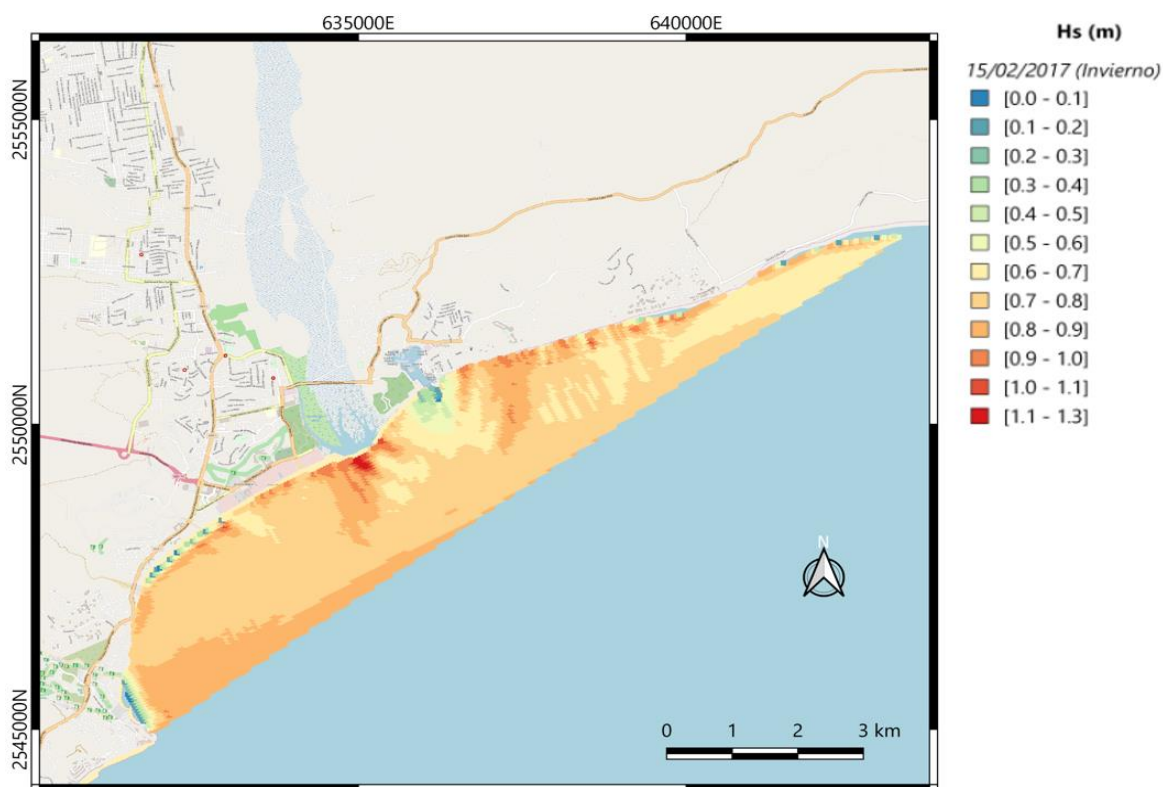 635000E
640000E
2555000N
2550000N
2545000N
N
0 1 2 3 km
Hs (m)
15/02/2017 (Invierno)
[0.0 - 0.1]
[0.1 - 0.2]
[0.2 - 0.3]
[0.3 - 0.4]
[0.4 - 0.5]
[0.5 - 0.6]
[0.6 - 0.7]
[0.7 - 0.8]
[0.8 - 0.9]
[0.9 - 1.0]
[1.0 - 1.1]
[1.1 - 1.3]